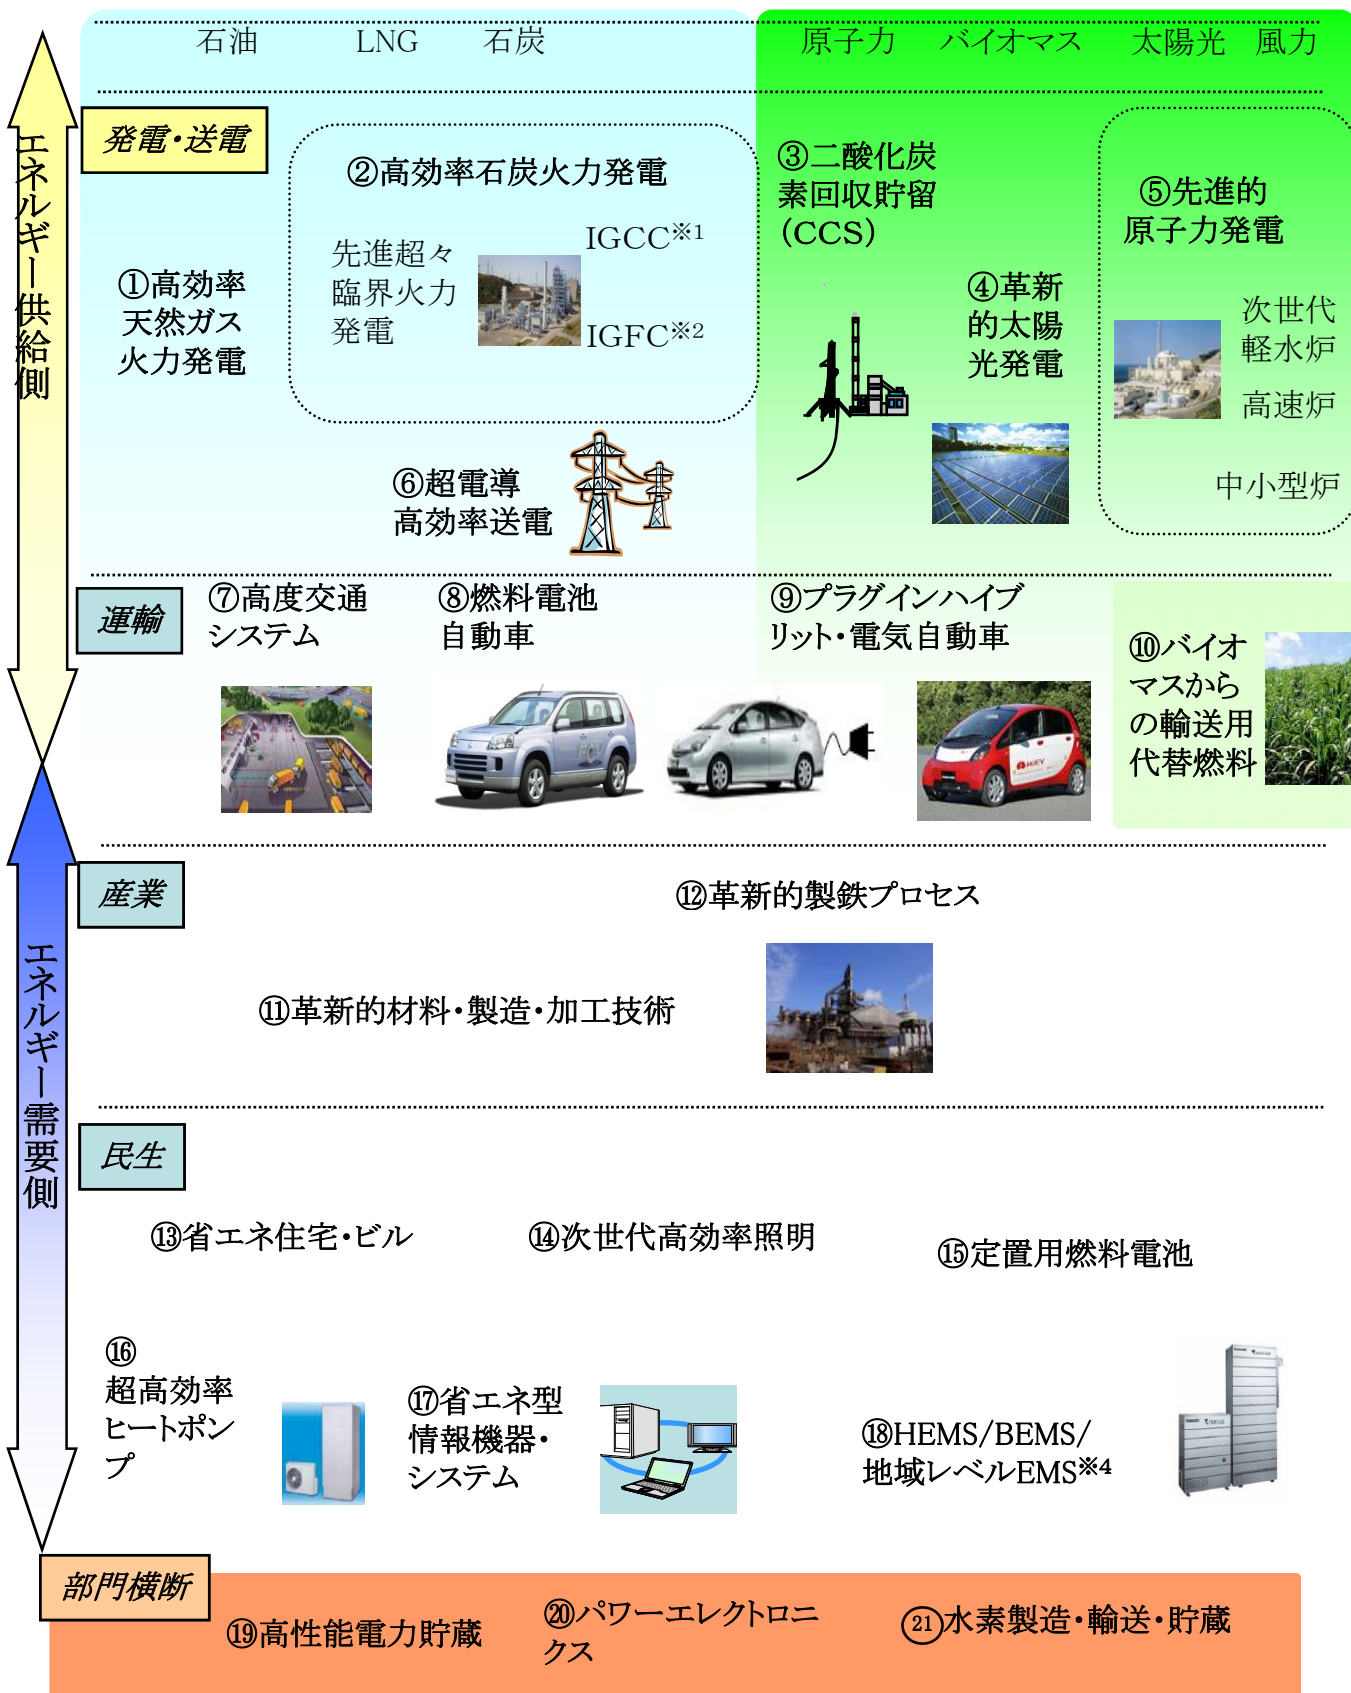 石油 LNG 石炭 原子力 バイオマス 太陽光 風力
エネルギー供給側
発電・送電
①高効率
天然ガス
火力発電
②高効率石炭火力発電
先進超々
臨界火力
発電
IGCC※1
IGFC※2
③二酸化炭
素回収貯留
（CCS）
④革新
的太陽
光発電
⑤先進的
原子力発電
次世代
軽水炉
高速炉
中小型炉
⑥超電導
高効率送電
運輸
⑦高度交通
システム
⑧燃料電池
自動車
⑨プラグインハイブ
リット・電気自動車
⑩バイオ
マスから
の輸送用
代替燃料
FCV
エネルギー需要側
産業
⑫革新的製鉄プロセス
⑪革新的材料・製造・加工技術
民生
⑬省エネ住宅・ビル
⑭次世代高効率照明
⑮定置用燃料電池
⑯
超高効率
ヒートポン
プ
⑰省エネ型
情報機器・
システム
⑱HEMS/BEMS/
地域レベルEMS※4
部門横断
⑲高性能電力貯蔵
⑳パワーエレクトロニ
クス
㉑水素製造・輸送・貯蔵